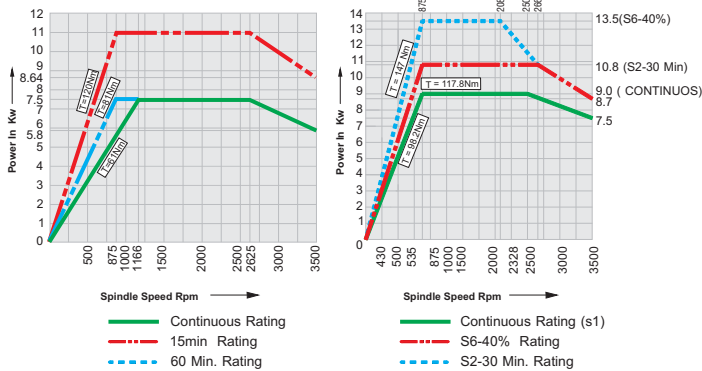 12
11
10
9
8.64
7.5
7
5.8
5
4
3
2
1
0
Power In Kw
T=120Nm
T=81Nm
T=61Nm
500
875
1000
1166
1500
2000
2500
2625
3000
3500
Spindle Speed Rpm
Continuous Rating
15min Rating
60 Min. Rating
14
13
12
11
10
9
8
7
6
5
4
3
2
1
0
Power In Kw
875
T = 147 Nm
T = 117.8Nm
T = 98.2Nm
13.5(S6-40%)
10.8 (S2-30 Min)
9.0 ( CONTINUOS)
8.7
7.5
430
500
535
875
1000
1500
2000
2328
2500
3000
3500
Spindle Speed Rpm
Continuous Rating (s1)
S6-40% Rating
S2-30 Min. Rating